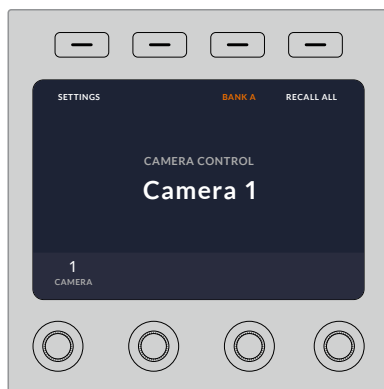 SETTINGS BANK A RECALL ALL
CAMERA CONTROL
Camera 1
1
CAMERA